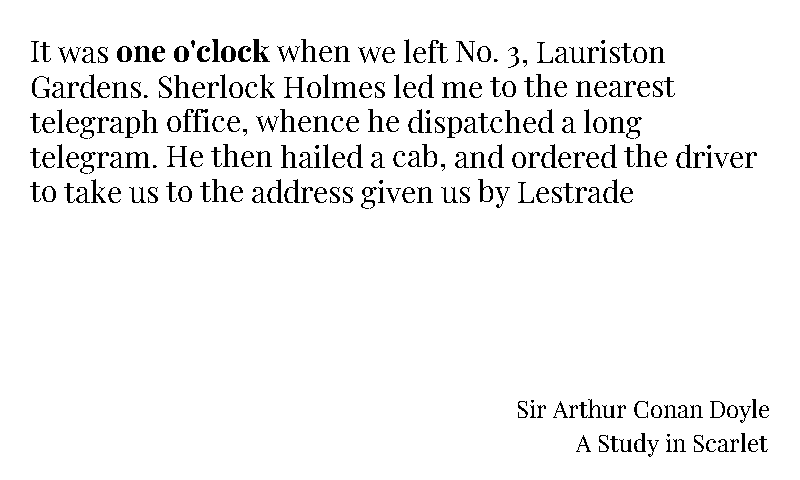 It was one o'clock when we left No. 3, Lauriston
Gardens. Sherlock Holmes led me to the nearest
telegraph office, whence he dispatched a long
telegram. He then hailed a cab, and ordered the driver
to take us to the address given us by Lestrade
Sir Arthur Conan Doyle
A Study in Scarlet